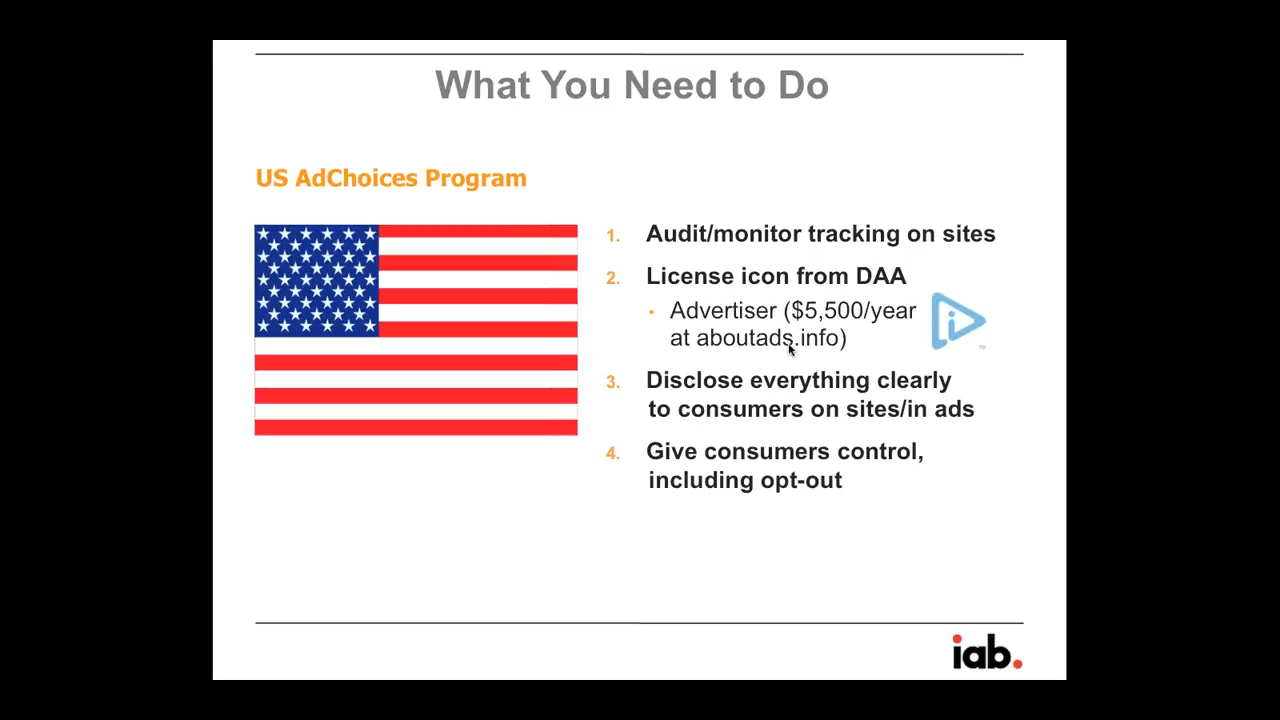 What You Need to Do
US AdChoices Program
1. Audit/monitor tracking on sites
2. License icon from DAA
• Advertiser ($5,500/year
at aboutads.info)
3. Disclose everything clearly
to consumers on sites/in ads
4. Give consumers control,
including opt-out
i
TM
iab.